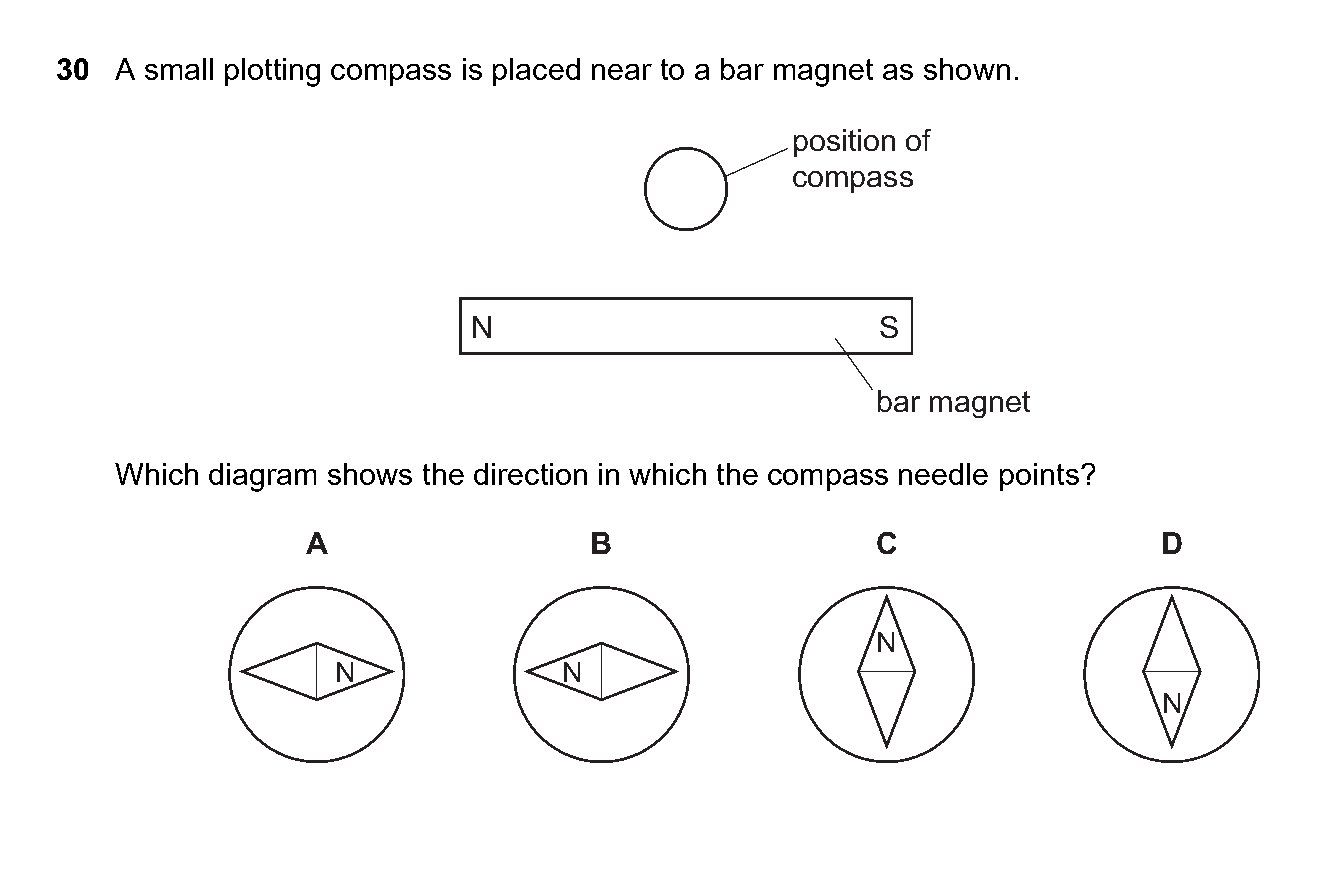 30 A small plotting compass is placed near to a bar magnet as shown.
position of
compass
N S
bar magnet
Which diagram shows the direction in which the compass needle points?
A B C D
N N N N